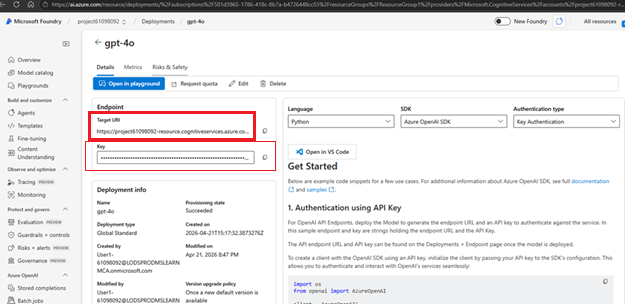 https://ai.azure.com/resource/deployments/%2Fsubscriptions%2F501d3865-1786-418c-8b7a-b4726448cc55%2FresourceGroups%2FResourceGroup1%2Fproviders%2FMicrosoft.CognitiveServices%2Faccounts%2Fproject61098092-r
Microsoft Foundry
project61098092
/
Deployments
/
gpt-4o
New Foundry
All resources
Overview
Model catalog
Playgrounds
Build and customize
Agents
Templates
Fine-tuning
Content
Understanding
Observe and optimize
Tracing PREVIEW
Monitoring
Protect and govern
Evaluation PREVIEW
Guardrails + controls
Risks + alerts PREVIEW
Governance PREVIEW
Azure OpenAI
Stored completions
Batch jobs
gpt-4o
Details
Metrics
Risks & Safety
Open in playground
Request quota
Edit
Delete
Endpoint
Target URI
https://project61098092-resource.cognitiveservices.azure.co...
Key
Deployment info
Name
gpt-4o
Provisioning state
Succeeded
Deployment type
Global Standard
Created on
2026-04-21T15:17:32.3873276Z
Created by
User1-
61098092@LODSPRODMSLEARN
MCA.onmicrosoft.com
Modified on
Apr 21, 2026 8:47 PM
Modified by
User1-
61098092@LODSPRODMSLEARN
Version upgrade policy
Once a new default version is
available
Language
Python
SDK
Azure OpenAI SDK
Authentication type
Key Authentication
Open in VS Code
Get Started
Below are example code snippets for a few use cases. For additional information about Azure OpenAI SDK, see full documentation
and samples.
1. Authentication using API Key
For OpenAI API Endpoints, deploy the Model to generate the endpoint URL and an API key to authenticate against the service. In
this sample endpoint and key are strings holding the endpoint URL and the API Key.
The API endpoint URL and API key can be found on the Deployments + Endpoint page once the model is deployed.
To create a client with the OpenAI SDK using an API key, initialize the client by passing your API key to the SDK's configuration. This
allows you to authenticate and interact with OpenAI's services seamlessly:
import os
from openai import AzureOpenAI